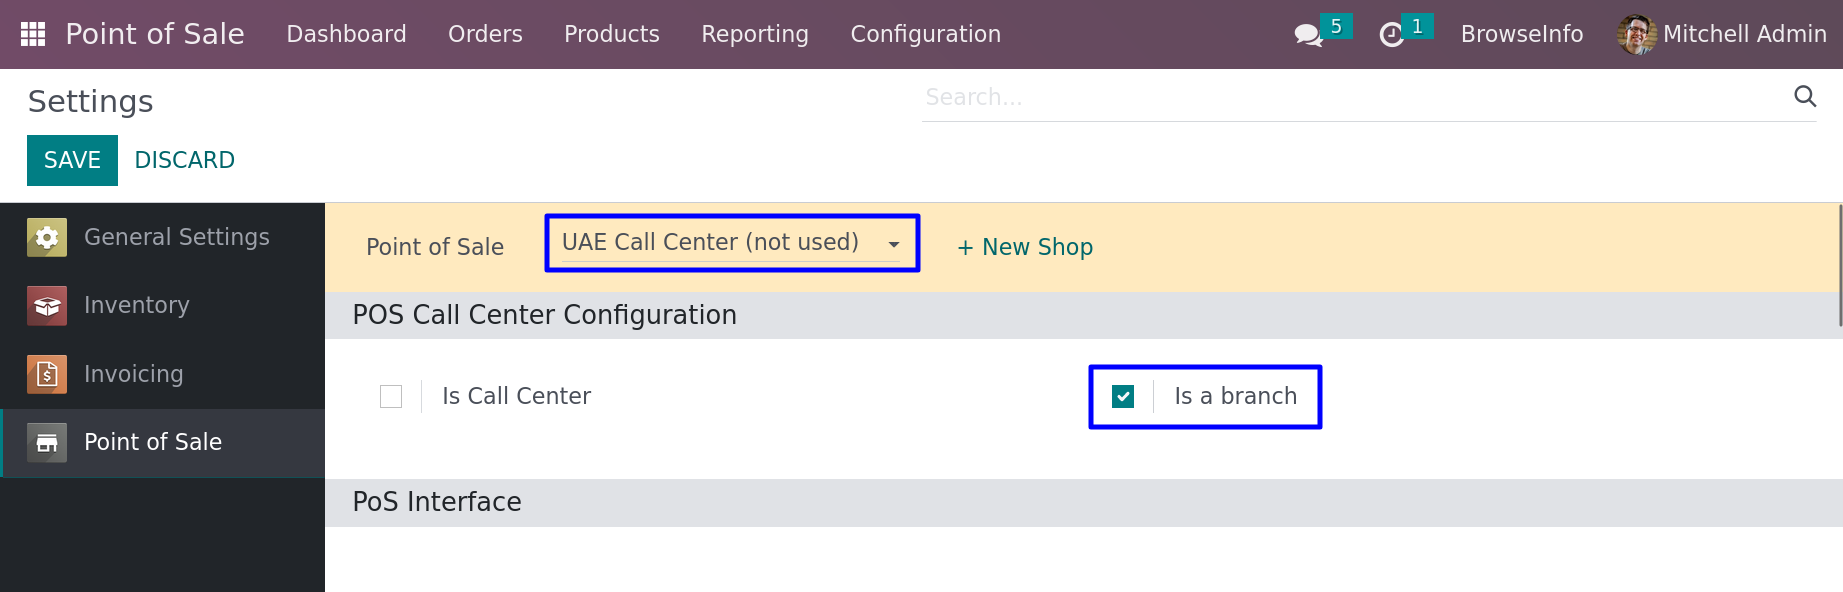 Point of Sale Dashboard Orders Products Reporting Configuration 5 1 BrowseInfo Mitchell Admin
Settings
Search...
SAVE DISCARD
General Settings
Inventory
Invoicing
Point of Sale
Point of Sale UAE Call Center (not used) + New Shop
POS Call Center Configuration
Is Call Center Is a branch
PoS Interface